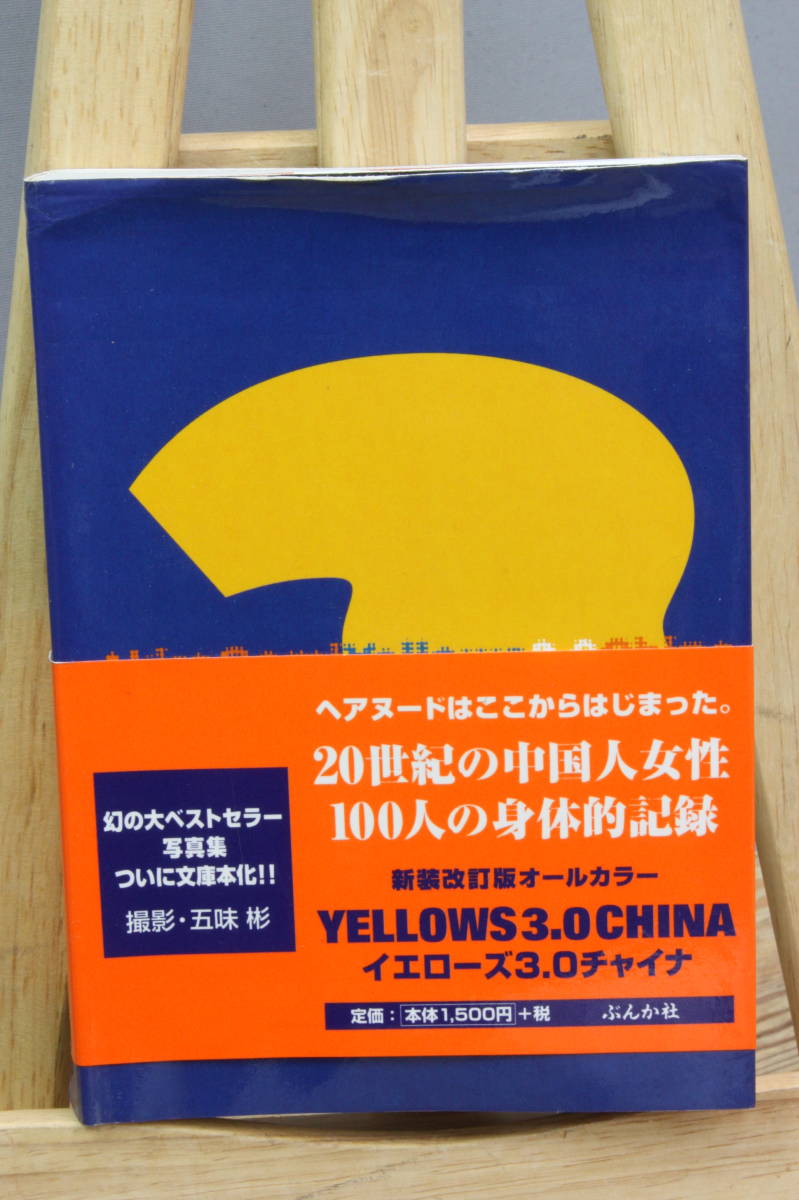 ヘアヌードはここからはじまった。
20世紀の中国人女性
100人の身体的記録
幻の大ベストセラー
写真集
ついに文庫本化!!
撮影・五味 彬
新装改訂版オールカラー
YELLOWS3.0CHINA
イエローズ3.0チャイナ
定価：本体1,500円+税 ぶんか社